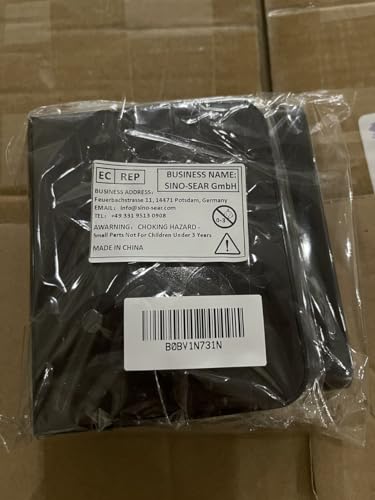 EC REP
BUSINESS NAME:
SINO-SEAR GmbH
BUSINESS ADDRESS:
Feuerbachstrasse 11, 14471 Potsdam, Germany
EMAIL: info@sino-sear.com
TEL: +49 331 9513 0908
AWARNING: CHOKING HAZARD -
Small Parts Not For Children Under 3 Years
MADE IN CHINA
0-3
B0BV1N731N